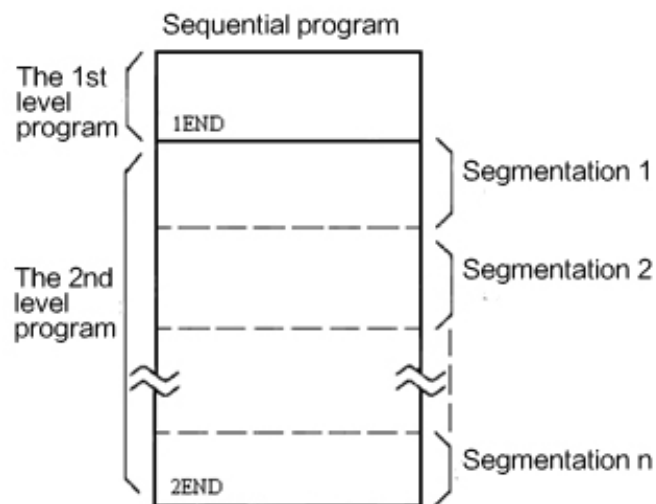 Sequential program
The 1st
level
program
1END
Segmentation 1
Segmentation 2
The 2nd
level
program
Segmentation n
2END